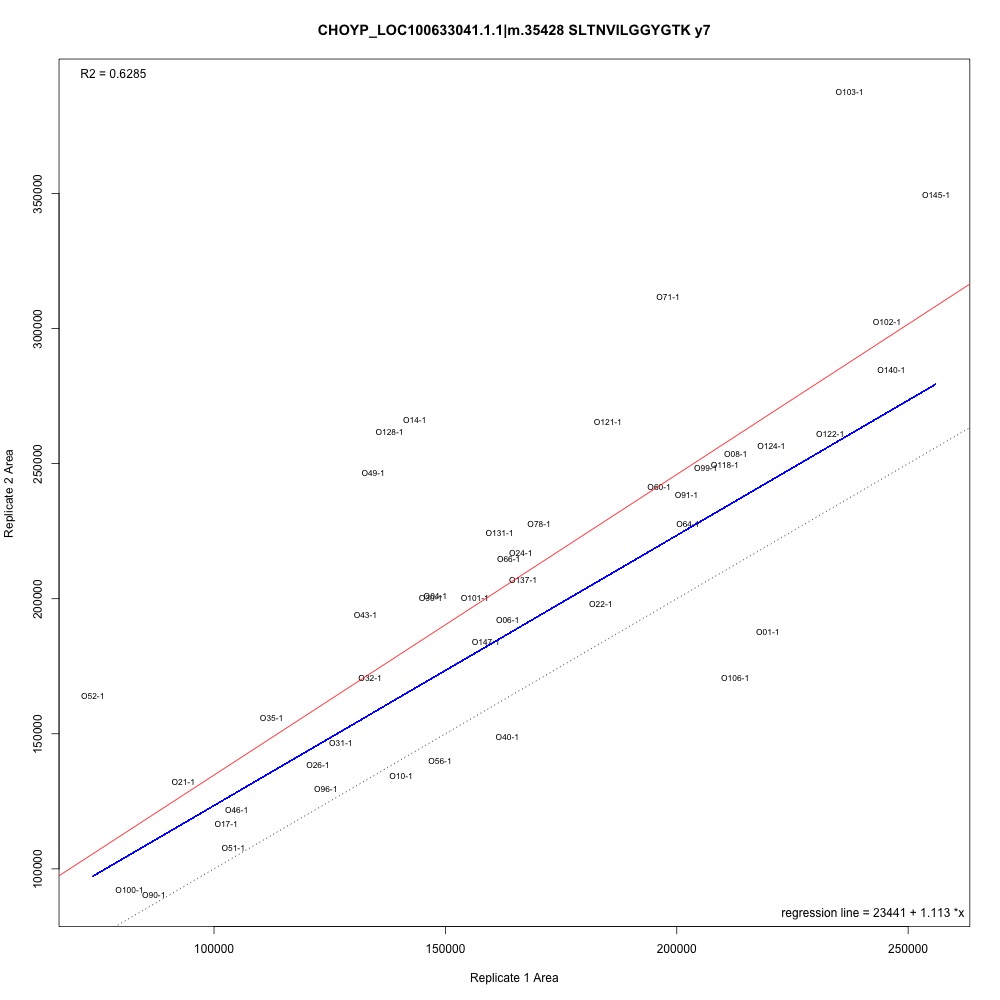 CHOYP_LOC100633041.1.1|m.35428 SLTNVILGGYGTK y7
R2 = 0.6285
O103-1
O145-1
O71-1
O102-1
O140-1
O14-1
O121-1
O128-1
O122-1
O124-1
O08-1
O118-1
O99-1
O49-1
O60-1
O91-1
O78-1
O64-1
O131-1
O24-1
O66-1
O137-1
O101-1
O22-1
O43-1
O06-1
O01-1
O147-1
O32-1
O106-1
O52-1
O35-1
O40-1
O31-1
O56-1
O26-1
O10-1
O21-1
O96-1
O46-1
O17-1
O51-1
O100-1
O90-1
regression line = 23441 + 1.113 *x
100000
150000
200000
250000
300000
350000
Replicate 2 Area
100000
150000
200000
250000
Replicate 1 Area